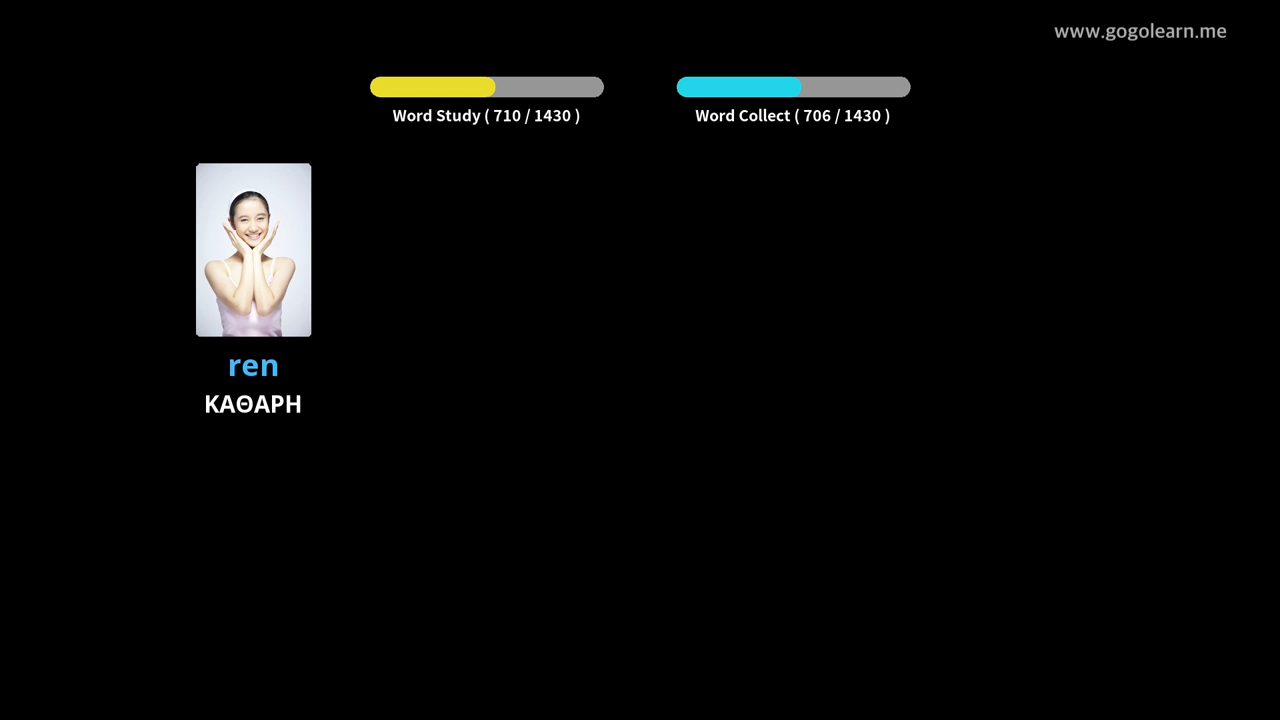 www.gogolearn.me
Word Study ( 710 / 1430 )
Word Collect ( 706 / 1430 )
ren
ΚΑΘΑΡΗ